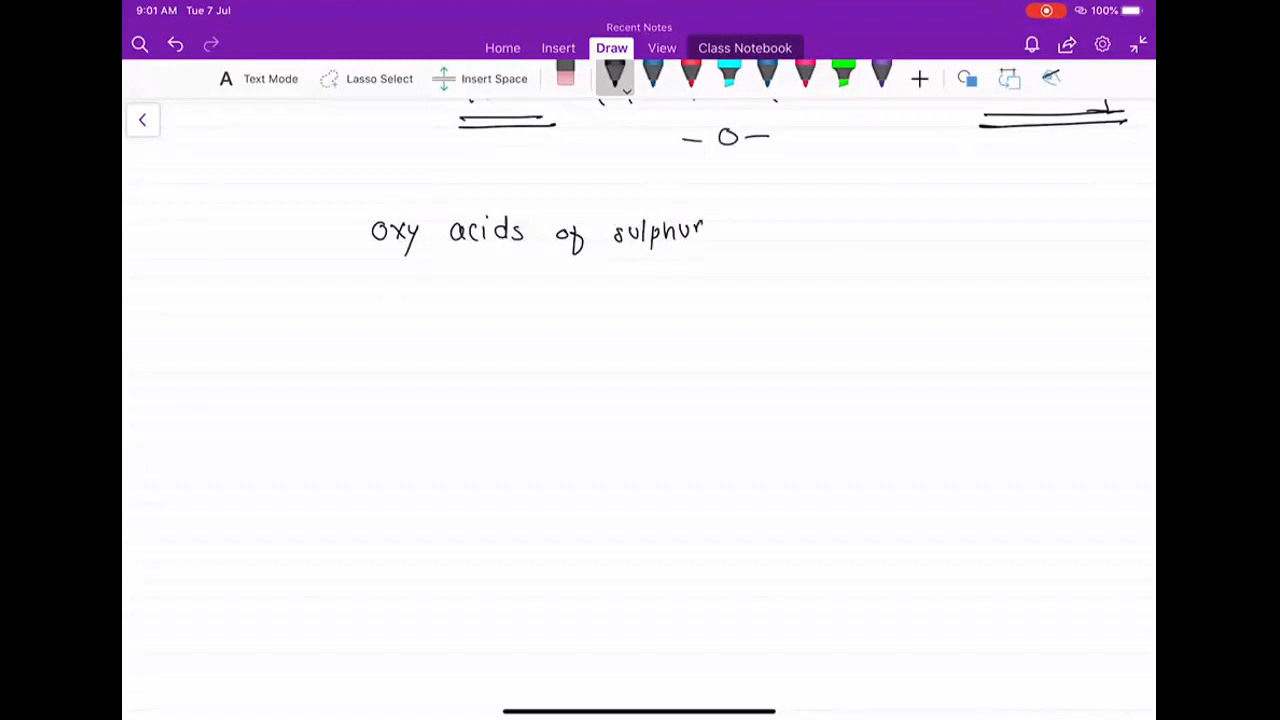 9:01 AM Tue 7 Jul 100%
Recent Notes
Home Insert Draw View Class Notebook
A Text Mode Lasso Select Insert Space
— O —
oxy acids of sulphur